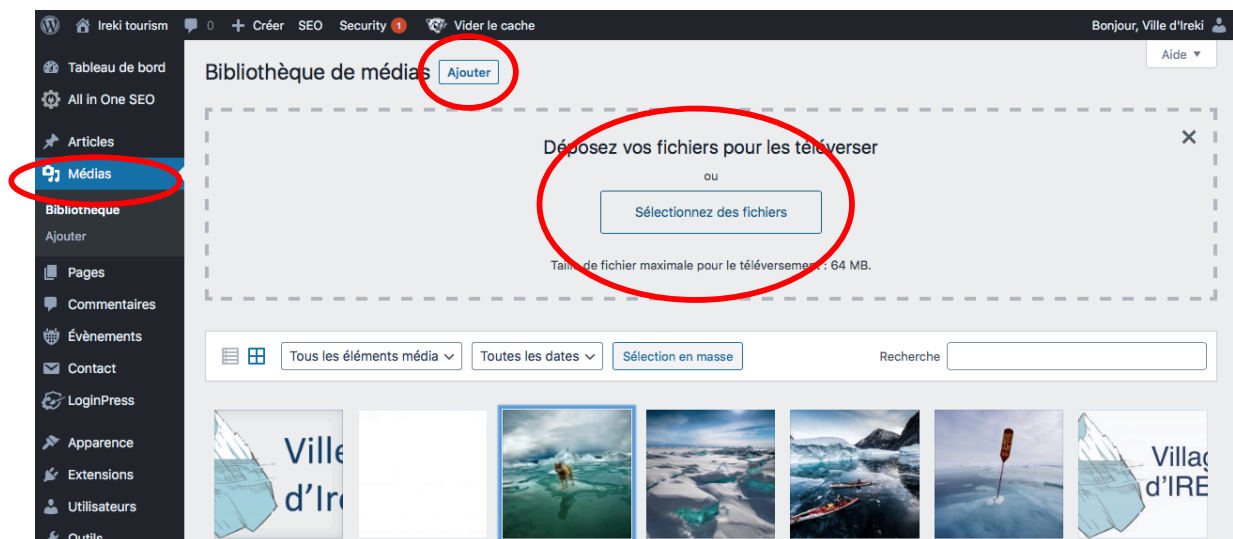 Ireki tourism 0 + Créer SEO Security 1 Vider le cache Bonjour, Ville d'Ireki
Aide ▼
Tableau de bord
All in One SEO
Articles
Médias
Bibliothèque
Ajouter
Pages
Commentaires
Évènements
Contact
LoginPress
Apparence
Extensions
Utilisateurs
Outils
Bibliothèque de médias Ajouter
Déposez vos fichiers pour les téléverser
ou
Sélectionnez des fichiers
Taille de fichier maximale pour le téléversement : 64 MB.
Tous les éléments média Toutes les dates Sélection en masse Recherche
Ville
d'Ire
Villag
d'IRE